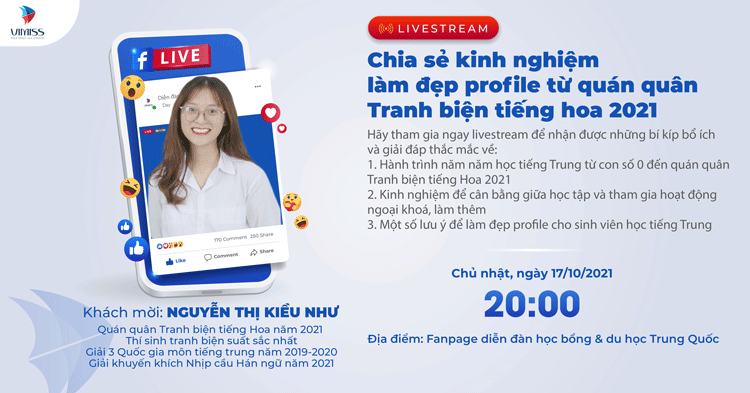 VIMISS
f LIVE
170 Comment 250 Share
Like Comment Share
Khách mời: NGUYỄN THỊ KIỀU NHƯ
Quán quân Tranh biện tiếng Hoa năm 2021
Thí sinh tranh biện suất sắc nhất
Giải 3 Quốc gia môn tiếng trung năm 2019-2020
Giải khuyến khích Nhịp cầu Hán ngữ năm 2021
LIVESTREAM
Chia sẻ kinh nghiệm
làm đẹp profile từ quán quân
Tranh biện tiếng hoa 2021
Hãy tham gia ngay livestream để nhận được những bí kíp bổ ích
và giải đáp thắc mắc về:
1. Hành trình năm năm học tiếng Trung từ con số 0 đến quán quân
Tranh biện tiếng Hoa 2021
2. Kinh nghiệm để cân bằng giữa học tập và tham gia hoạt động
ngoại khoá, làm thêm
3. Một số lưu ý để làm đẹp profile cho sinh viên học tiếng Trung
Chủ nhật, ngày 17/10/2021
20:00
Địa điểm: Fanpage diễn đàn học bổng & du học Trung Quốc